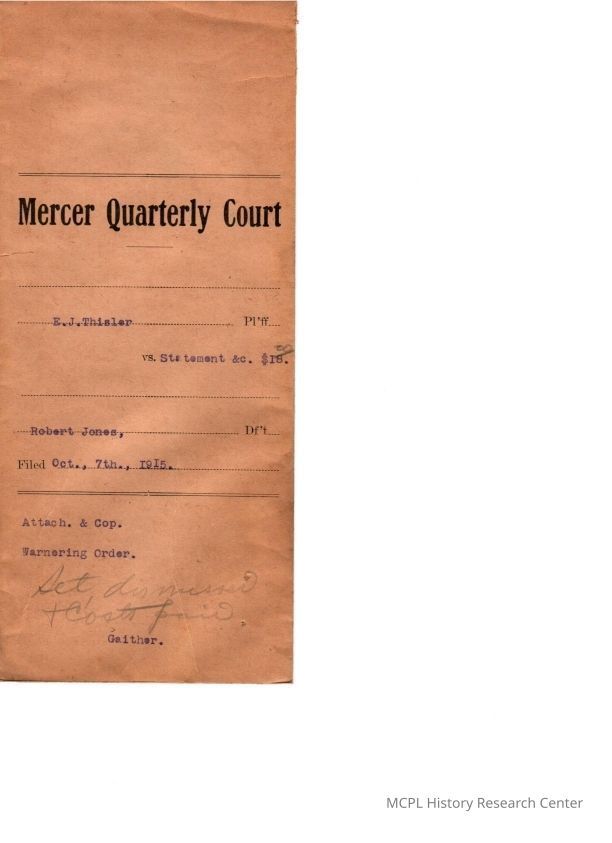 Mercer Quarterly Court
E.J.Thisler Pl'ff
vs. Statement &c. $18.
Robert Jones, Df't
Filed Oct., 7th., I9I5.
Attach. & Cop.
Warnering Order.
Set, dismissed
+ Costs paid
Gaither.
MCPL History Research Center